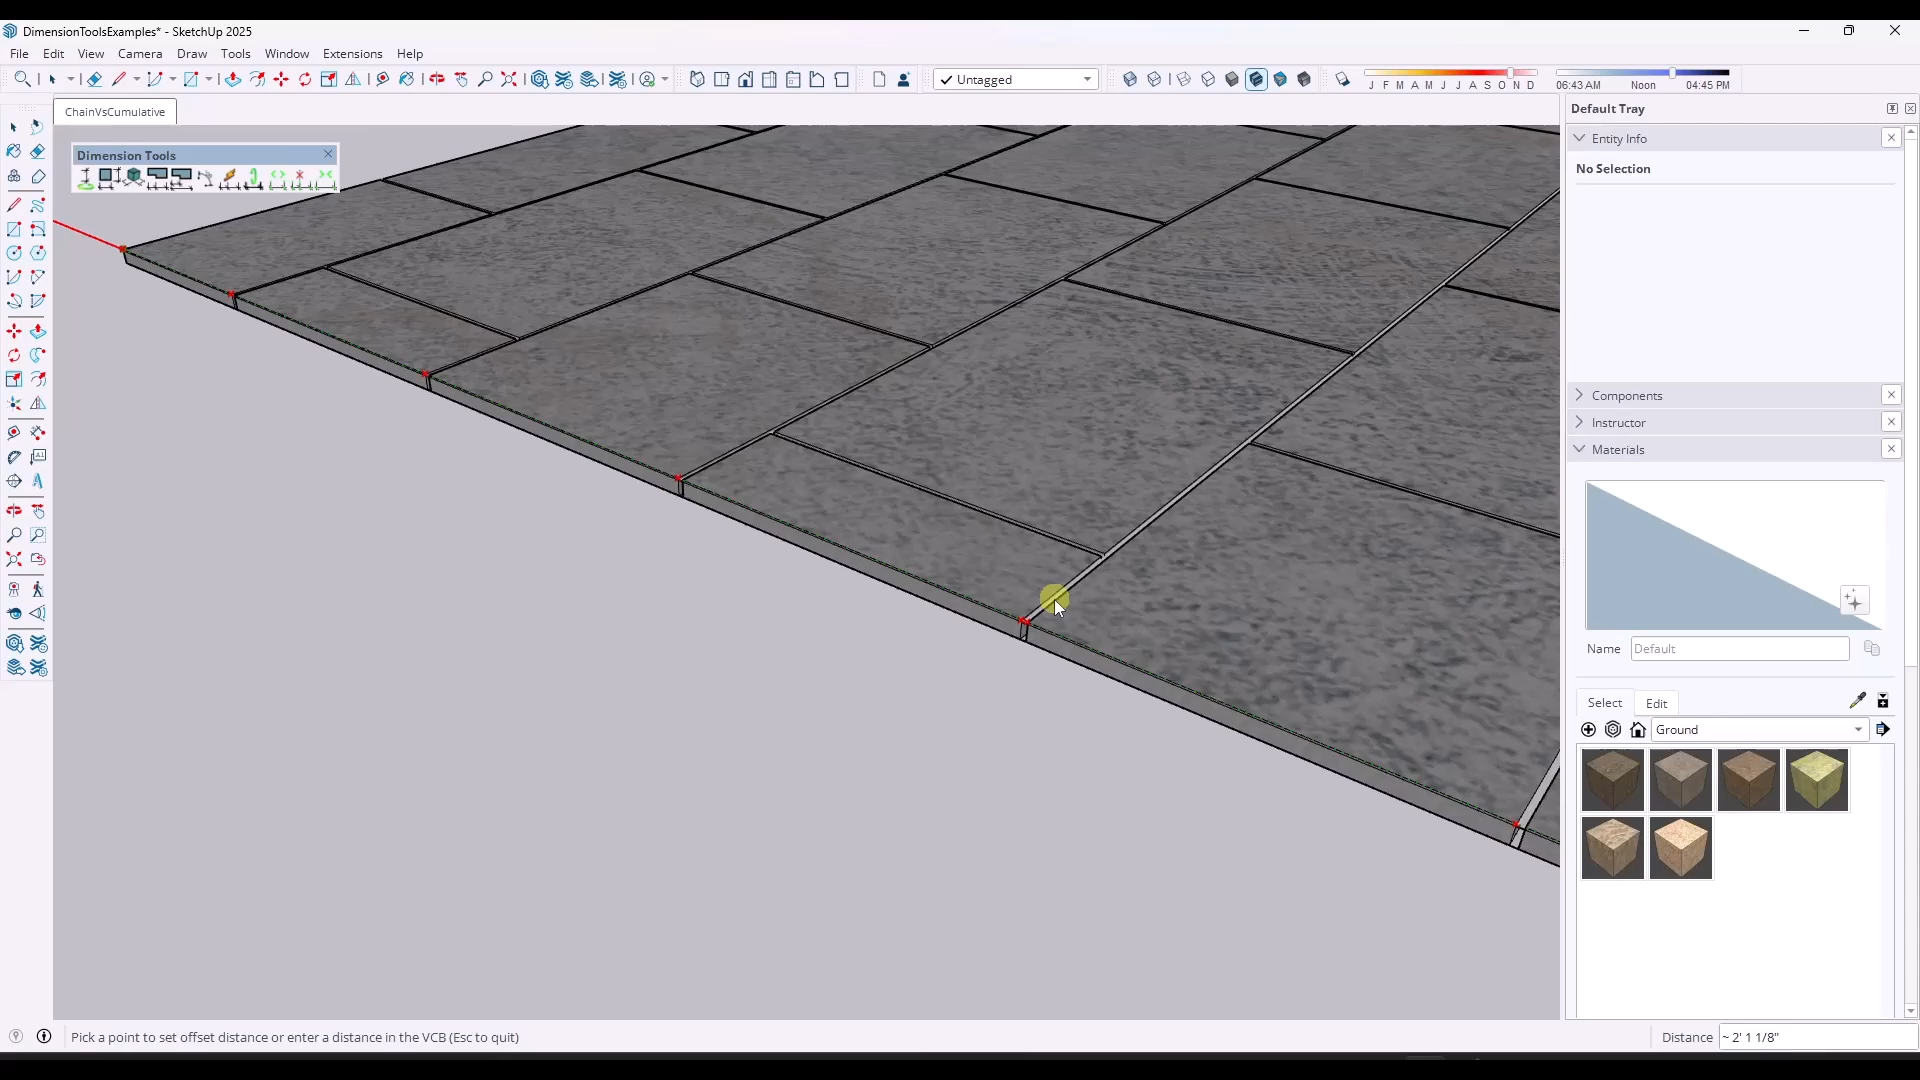 DimensionToolsExamples* - SketchUp 2025
File Edit View Camera Draw Tools Window Extensions Help
Untagged
J F M A M J J A S O N D
06:43 AM Noon 04:45 PM
ChainVsCumulative
Default Tray
Dimension Tools
Entity Info
No Selection
Components
Instructor
Materials
Name Default
Select Edit
Ground
Pick a point to set offset distance or enter a distance in the VCB (Esc to quit)
Distance ~ 2' 1 1/8"